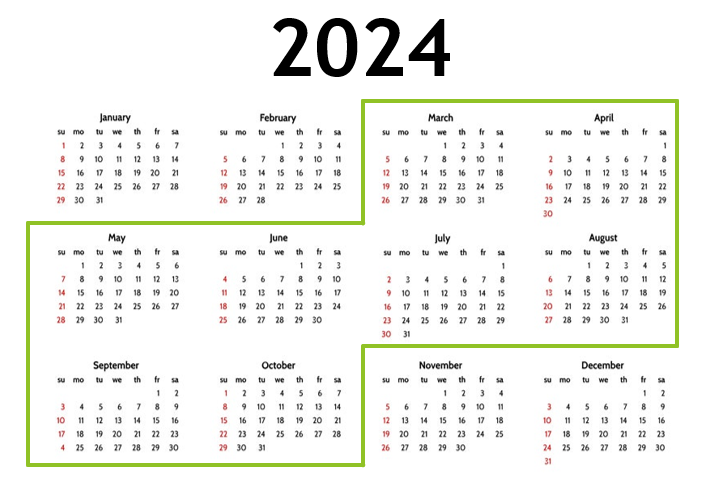 2024
January
su mo tu we th fr sa
1 2 3 4 5 6 7
8 9 10 11 12 13 14
15 16 17 18 19 20 21
22 23 24 25 26 27 28
29 30 31
February
su mo tu we th fr sa
1 2 3 4
5 6 7 8 9 10 11
12 13 14 15 16 17 18
19 20 21 22 23 24 25
26 27 28
March
su mo tu we th fr sa
1 2 3 4
5 6 7 8 9 10 11
12 13 14 15 16 17 18
19 20 21 22 23 24 25
26 27 28 29 30 31
April
su mo tu we th fr sa
1
2 3 4 5 6 7 8
9 10 11 12 13 14 15
16 17 18 19 20 21 22
23 24 25 26 27 28 29
30
May
su mo tu we th fr sa
1 2 3 4 5 6
7 8 9 10 11 12 13
14 15 16 17 18 19 20
21 22 23 24 25 26 27
28 29 30 31
June
su mo tu we th fr sa
1 2 3
4 5 6 7 8 9 10
11 12 13 14 15 16 17
18 19 20 21 22 23 24
25 26 27 28 29 30
July
su mo tu we th fr sa
1
2 3 4 5 6 7 8
9 10 11 12 13 14 15
16 17 18 19 20 21 22
23 24 25 26 27 28 29
30 31
August
su mo tu we th fr sa
1 2 3 4 5
6 7 8 9 10 11 12
13 14 15 16 17 18 19
20 21 22 23 24 25 26
27 28 29 30 31
September
su mo tu we th fr sa
1 2
3 4 5 6 7 8 9
10 11 12 13 14 15 16
17 18 19 20 21 22 23
4 25 26 27 28 29 30
October
su mo tu we th fr sa
1 2 3 4 5 6 7
8 9 10 11 12 13 14
15 16 17 18 19 20 21
22 23 24 25 26 27 28
29 30 31
November
su mo tu we th fr sa
1 2 3 4
5 6 7 8 9 10 11
12 13 14 15 16 17 18
19 20 21 22 23 24 25
26 27 28 29 30
December
su mo tu we th fr sa
1 2
3 4 5 6 7 8 9
10 11 12 13 14 15 16
17 18 19 20 21 22 23
24 25 26 27 28 29 30
31